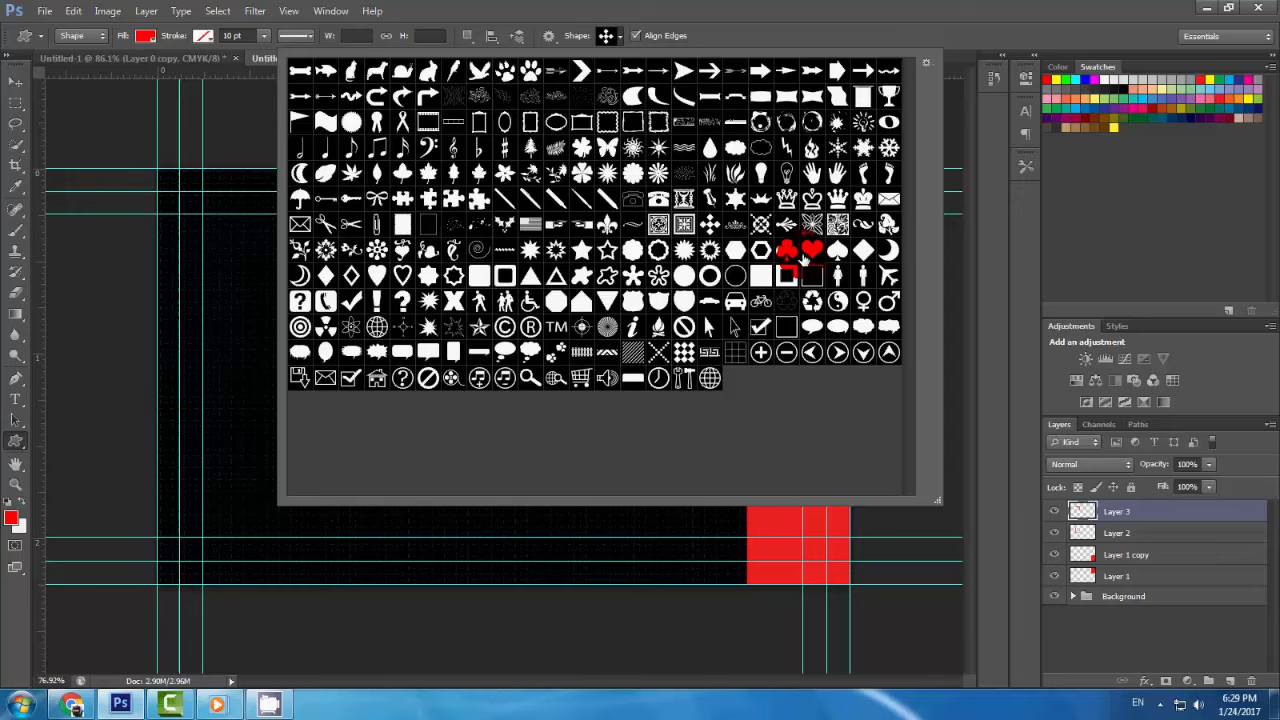 Ps File Edit Image Layer Type Select Filter View Window Help
Shape Fill: Stroke: 10 pt W: H: Shape: Align Edges Essentials
Untitled-1 @ 86.1% (Layer 0 copy, CMYK/8) * × Untitled
Color Swatches
Adjustments Styles
Add an adjustment
Layers Channels Paths
Kind
Normal Opacity: 100%
Lock: Fill: 100%
Layer 3
Layer 2
Layer 1 copy
Layer 1
Background
76.92% Doc: 2.90M/2.96M
EN 6:29 PM
1/24/2017